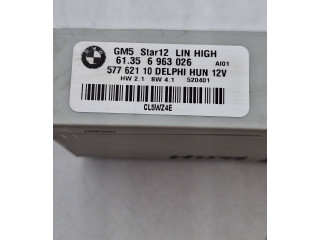 BMW
GM5 Star12 LIN HIGH
61.35 6 963 026 AI01
577 621 10 DELPHI HUN 12V
HW 2.1 SW 4.1 520401
CL5WZ4E